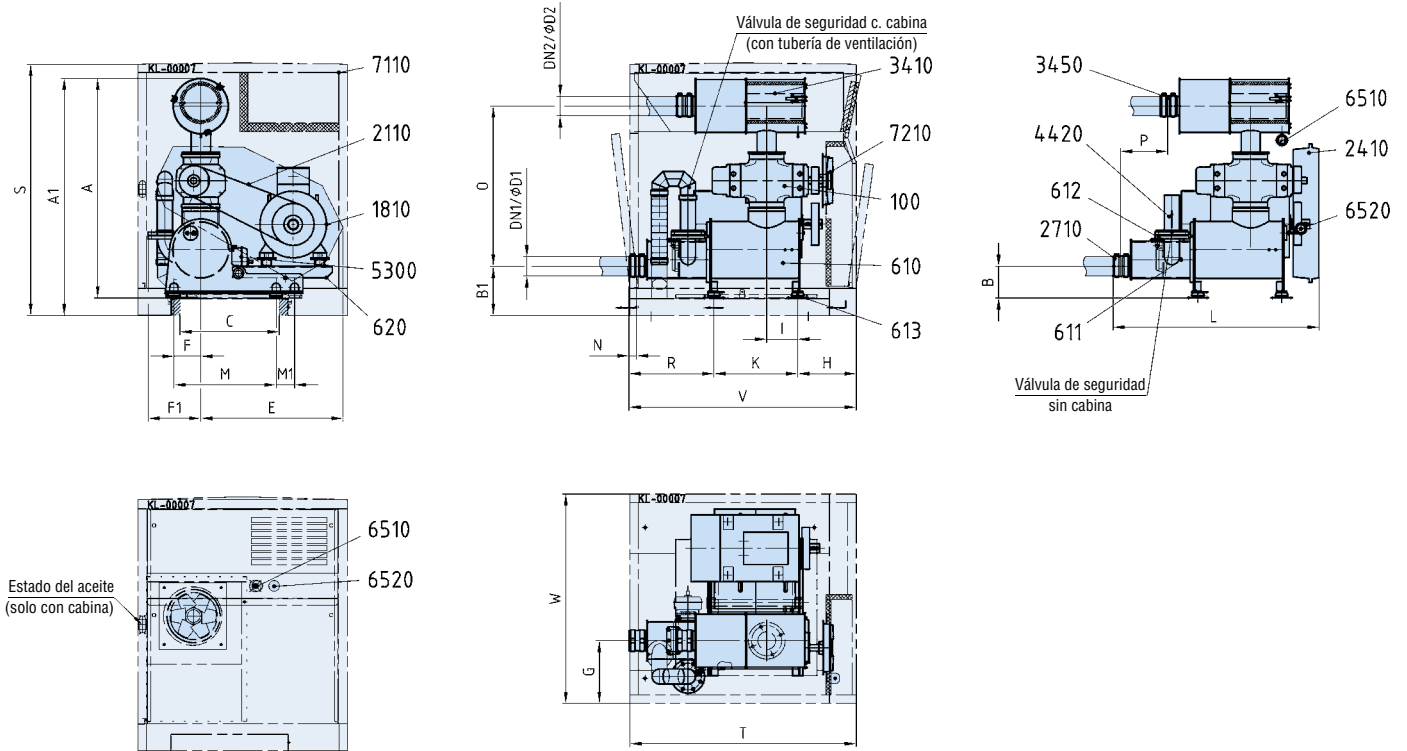 KL-00007
7110
2110
1810
5300
620
S
A1
A
C
F
M
M1
F1
E
Válvula de seguridad c. cabina
(con tubería de ventilación)
DN2/ϕD2
KL-00007
3410
7210
100
610
613
O
DN1/ϕD1
B1
N
I
J
R
K
H
V
3450
6510
P
4420
2410
612
6520
2710
B
L
611
Válvula de seguridad
sin cabina
KL-00007
6510
6520
Estado del aceite
(solo con cabina)
KL-00007
W
G
T